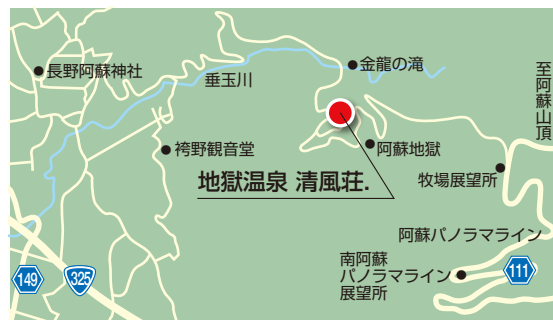 金龍の滝
長野阿蘇神社
垂玉川
至阿蘇山頂
袴野観音堂
阿蘇地獄
地獄温泉 清風荘.
牧場展望所
阿蘇パノラマライン
南阿蘇
パノラマライン
展望所
149
325
111